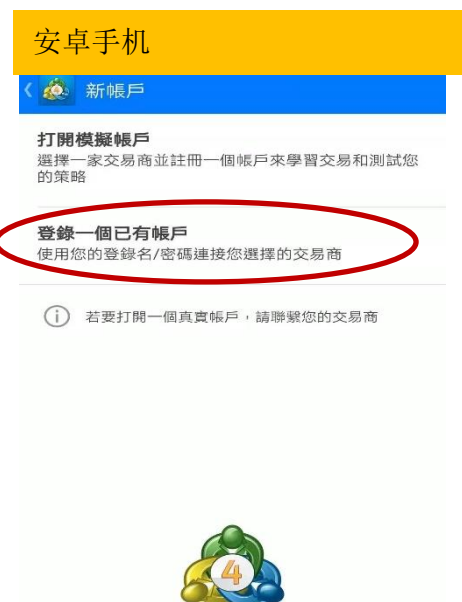 安卓手机
新帳戶
打開模擬帳戶
選擇一家交易商並註冊一個帳戶來學習交易和測試您
的策略
登錄一個已有帳戶
使用您的登錄名/密碼連接您選擇的交易商
若要打開一個真實帳戶，請聯繫您的交易商
4